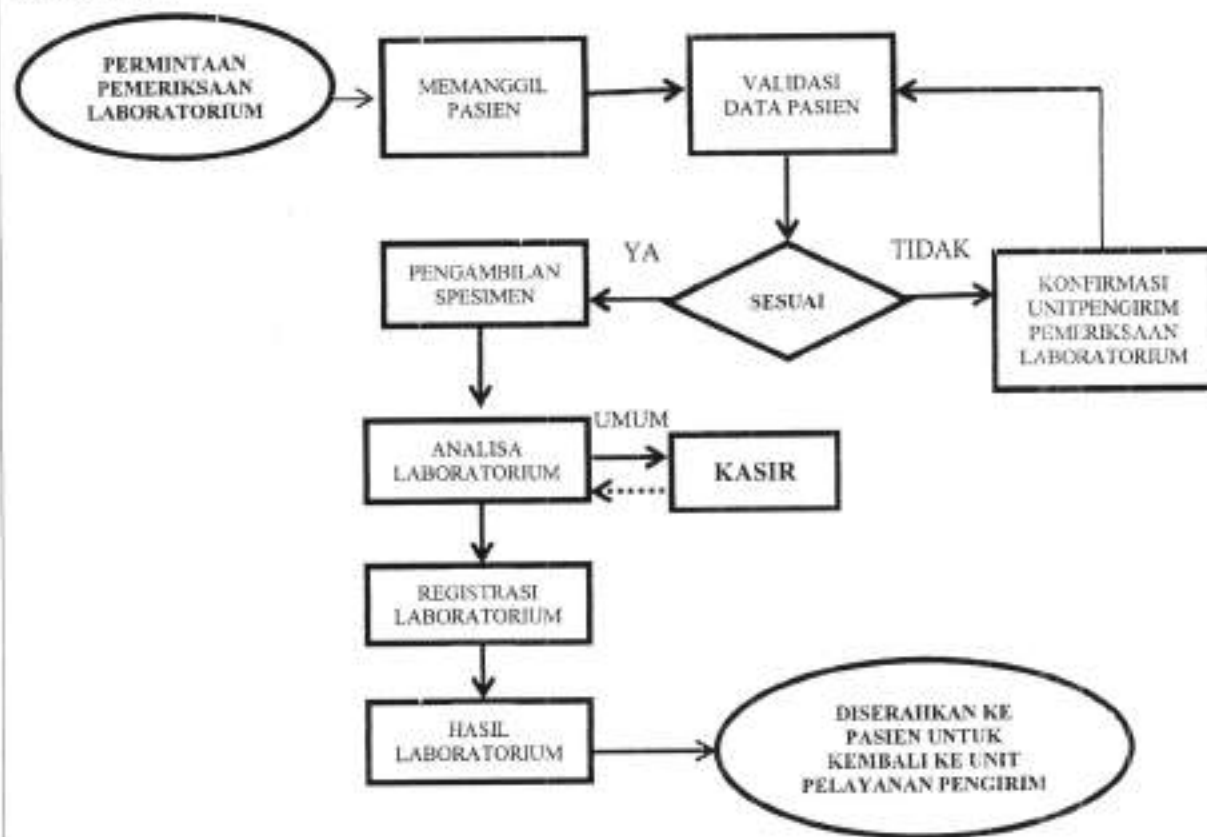 PERMINTAAN
PEMERIKSAAN
LABORATORIUM
MEMANGGIL
PASIEN
VALIDASI
DATA PASIEN
YA
TIDAK
PENGAMBILAN
SPESIMEN
SESUAI
KONFIRMASI
UNITPENGIRIM
PEMERIKSAAN
LABORATORIUM
UMUM
ANALISA
LABORATORIUM
KASIR
REGISTRASI
LABORATORIUM
HASIL
LABORATORIUM
DISERAHKAN KE
PASIEN UNTUK
KEMBALI KE UNIT
PELAYANAN PENGIRIM